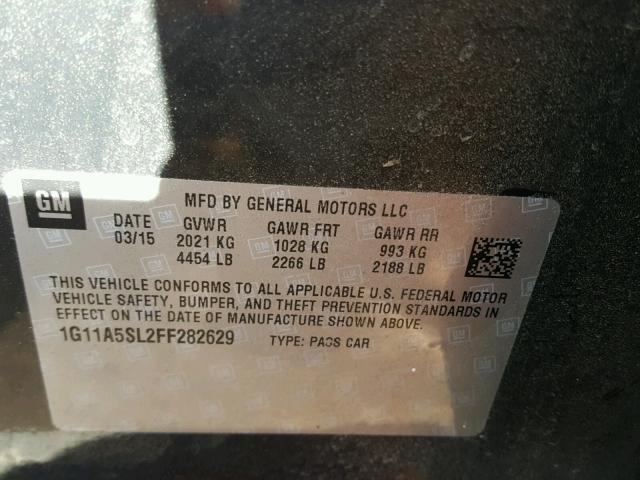 GM
MFD BY GENERAL MOTORS LLC
DATE GVWR GAWR FRT GAWR RR
03/15 2021 KG 1028 KG 993 KG
4454 LB 2266 LB 2188 LB
THIS VEHICLE CONFORMS TO ALL APPLICABLE U.S. FEDERAL MOTOR
VEHICLE SAFETY, BUMPER, AND THEFT PREVENTION STANDARDS IN
EFFECT ON THE DATE OF MANUFACTURE SHOWN ABOVE.
1G11A5SL2FF282629 TYPE: PASS CAR